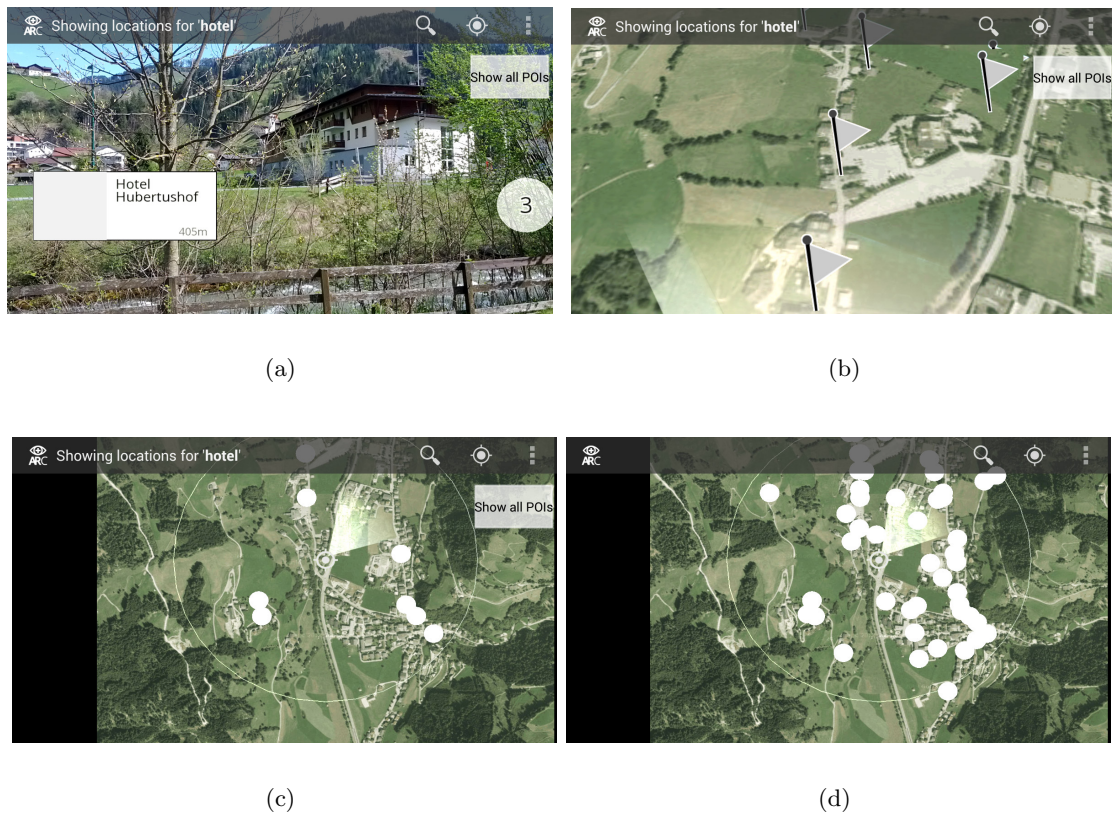 ARC Showing locations for 'hotel'
Show all POIs
Hotel
Hubertushof
405m
3
(a)
ARC Showing locations for 'hotel'
Show all POIs
(b)
ARC Showing locations for 'hotel'
Show all POIs
(c)
ARC
(d)